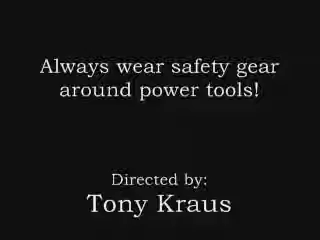 Always wear safety gear
around power tools!
Directed by:
Tony Kraus